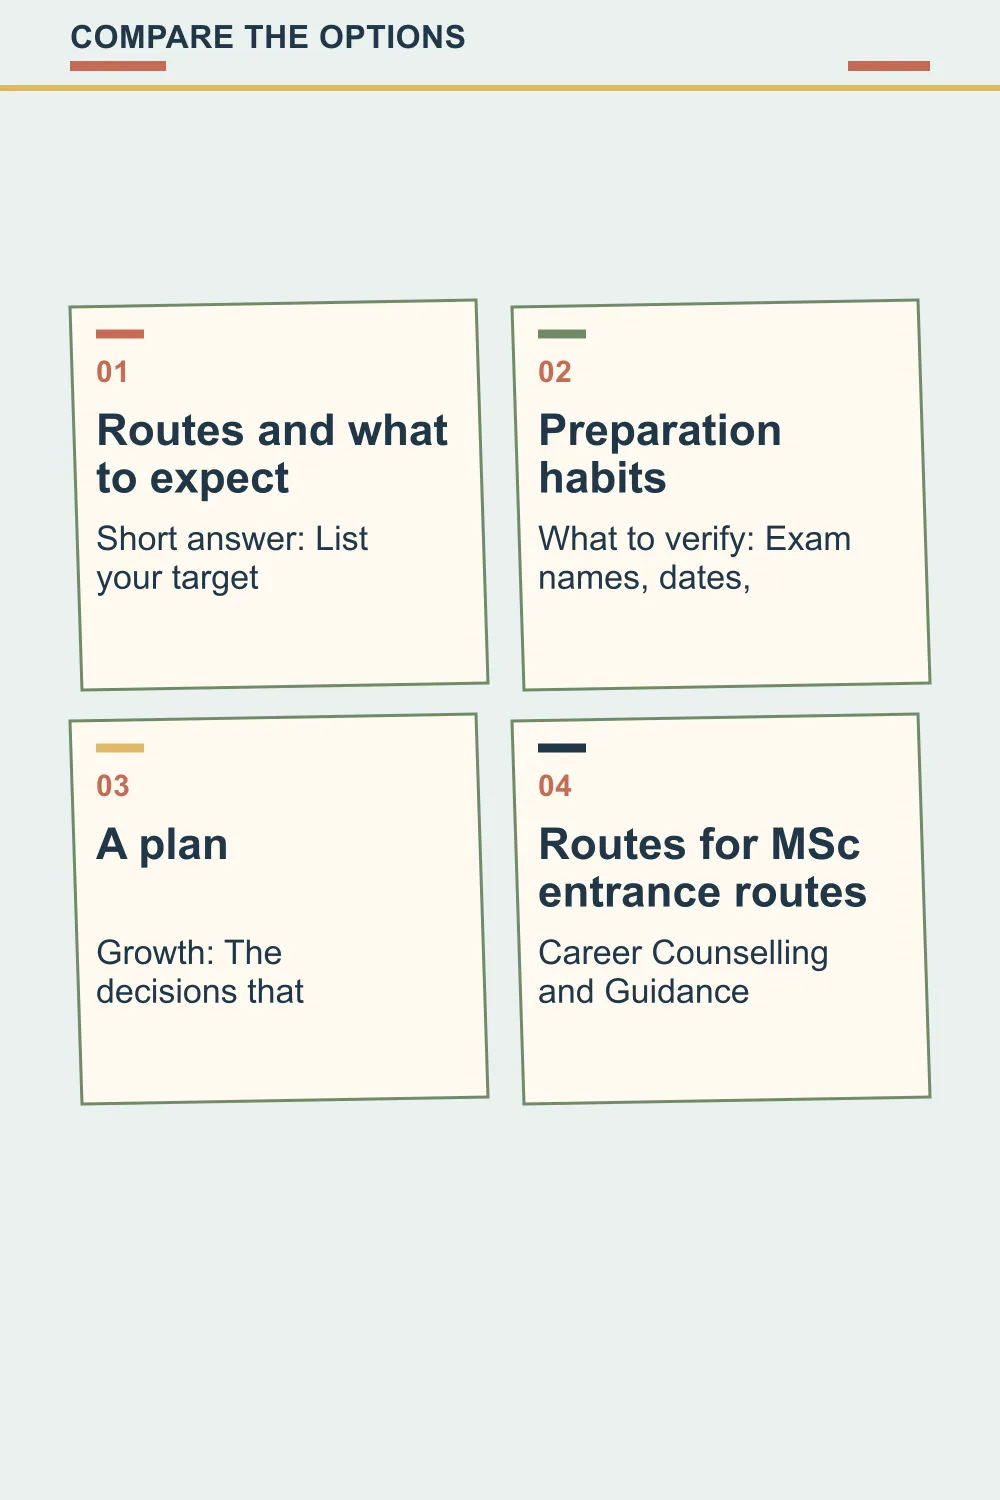 COMPARE THE OPTIONS
01
Routes and what
to expect
Short answer: List
your target
02
Preparation
habits
What to verify: Exam
names, dates,
03
A plan
Growth: The
decisions that
04
Routes for MSc
entrance routes
Career Counselling
and Guidance